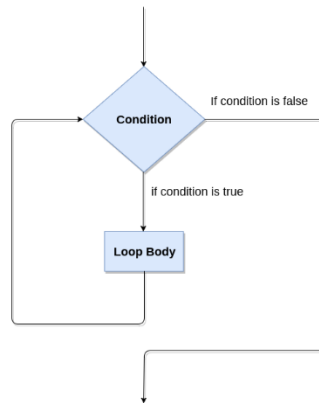 If condition is false
Condition
if condition is true
Loop Body